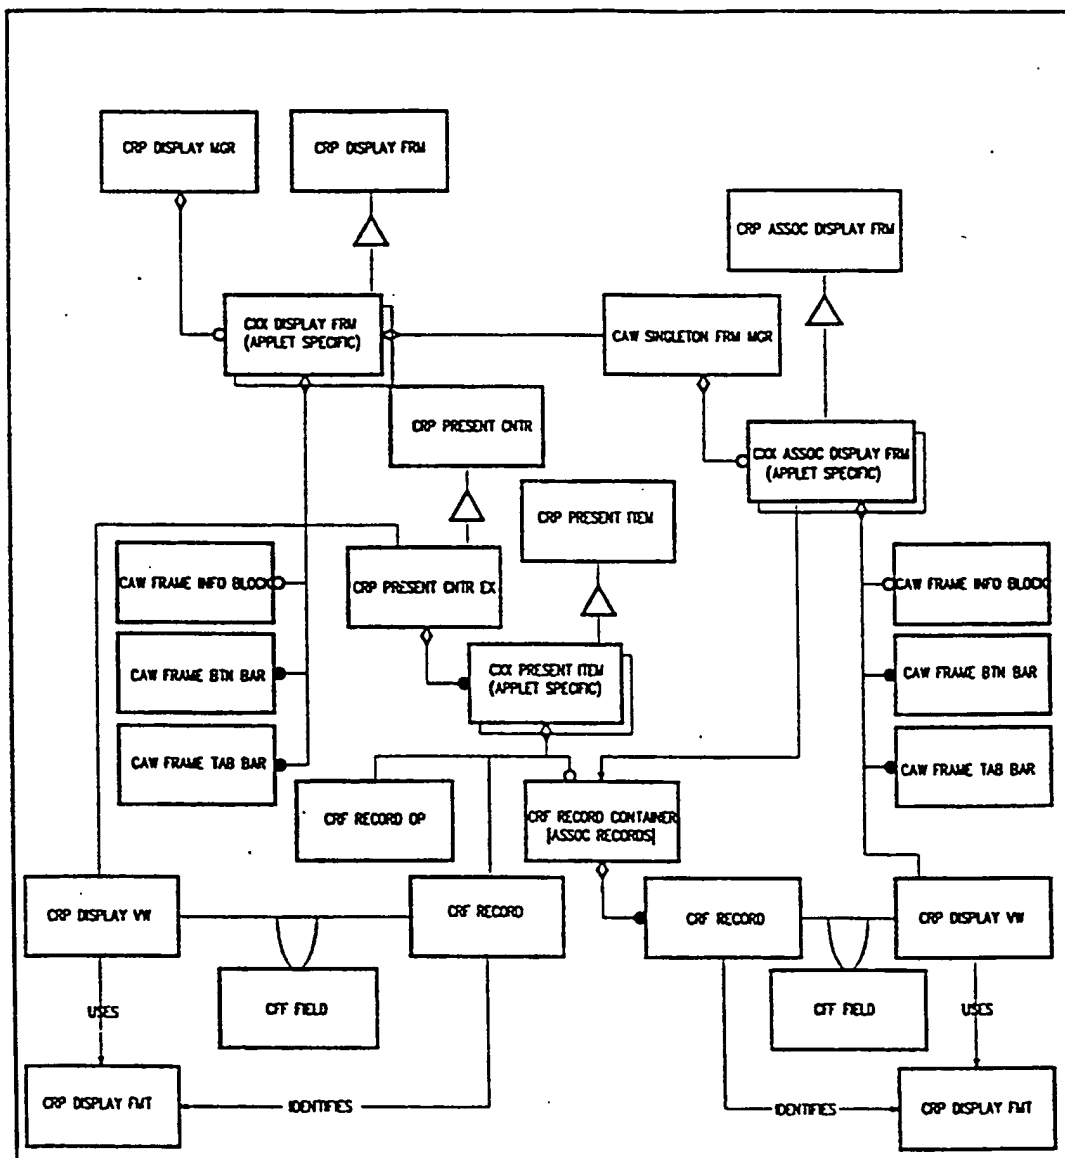 CRP DISPLAY MGR
CRP DISPLAY FRM
CRP ASSOC DISPLAY FRM
CXX DISPLAY FRM
(APPLET SPECIFIC)
CAW SINGLETON FRM MGR
CRP PRESENT CNTR
CXX ASSOC DISPLAY FRM
(APPLET SPECIFIC)
CRP PRESENT ITEM
CAW FRAME INFO BLOCK
CRP PRESENT CNTR EX
CAW FRAME INFO BLOCK
CAW FRAME BTN BAR
CXX PRESENT ITEM
(APPLET SPECIFIC)
CAW FRAME BTN BAR
CAW FRAME TAB BAR
CAW FRAME TAB BAR
CRF RECORD OP
CRF RECORD CONTAINER
[ASSOC RECORDS]
CRP DISPLAY VW
CRF RECORD
CRF RECORD
CRP DISPLAY VW
CFF FIELD
CFF FIELD
USES
USES
CRP DISPLAY FMT
IDENTIFIES
IDENTIFIES
CRP DISPLAY FMT